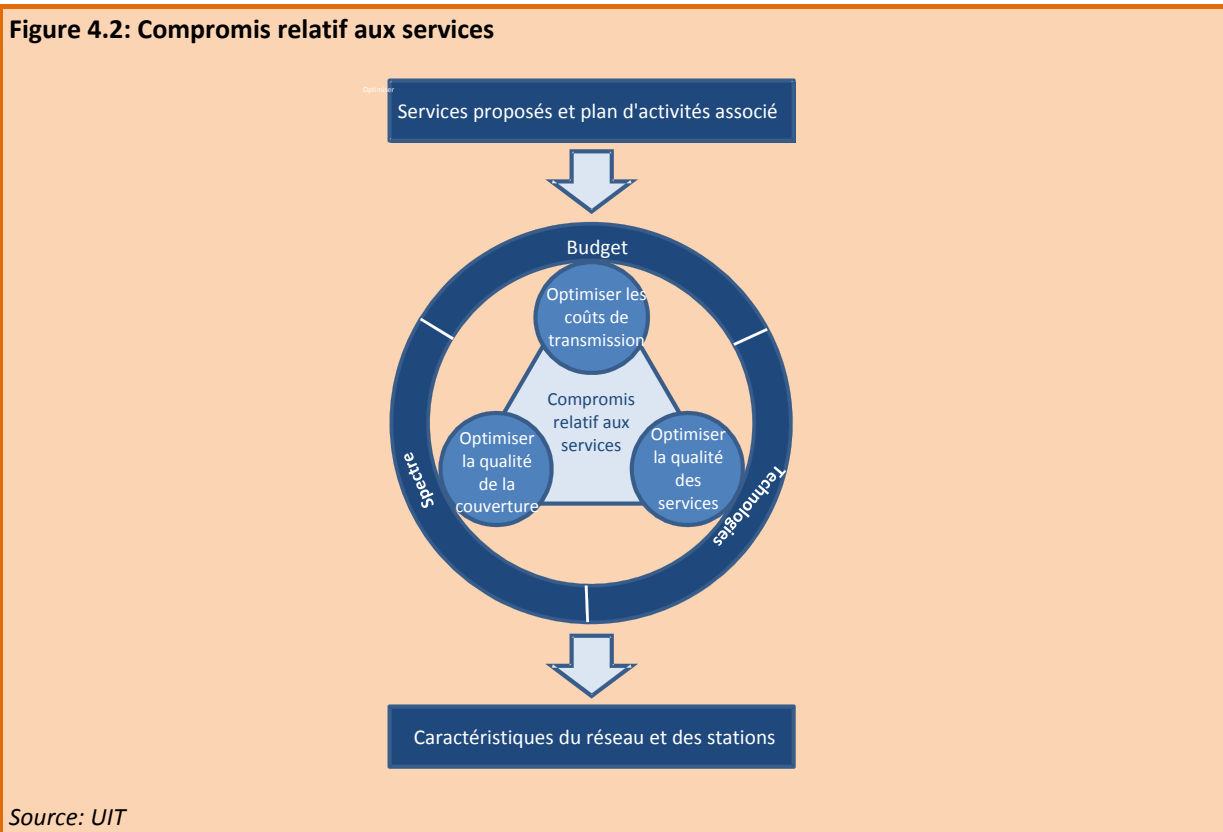 Figure 4.2: Compromis relatif aux services
Optimiser
Services proposés et plan d'activités associé
Budget
Optimiser les
coûts de
transmission
Compromis
relatif aux
services
Optimiser
la qualité
de la
couverture
Optimiser
la qualité
des
services
Spectre
Technologies
Caractéristiques du réseau et des stations
Source: UIT